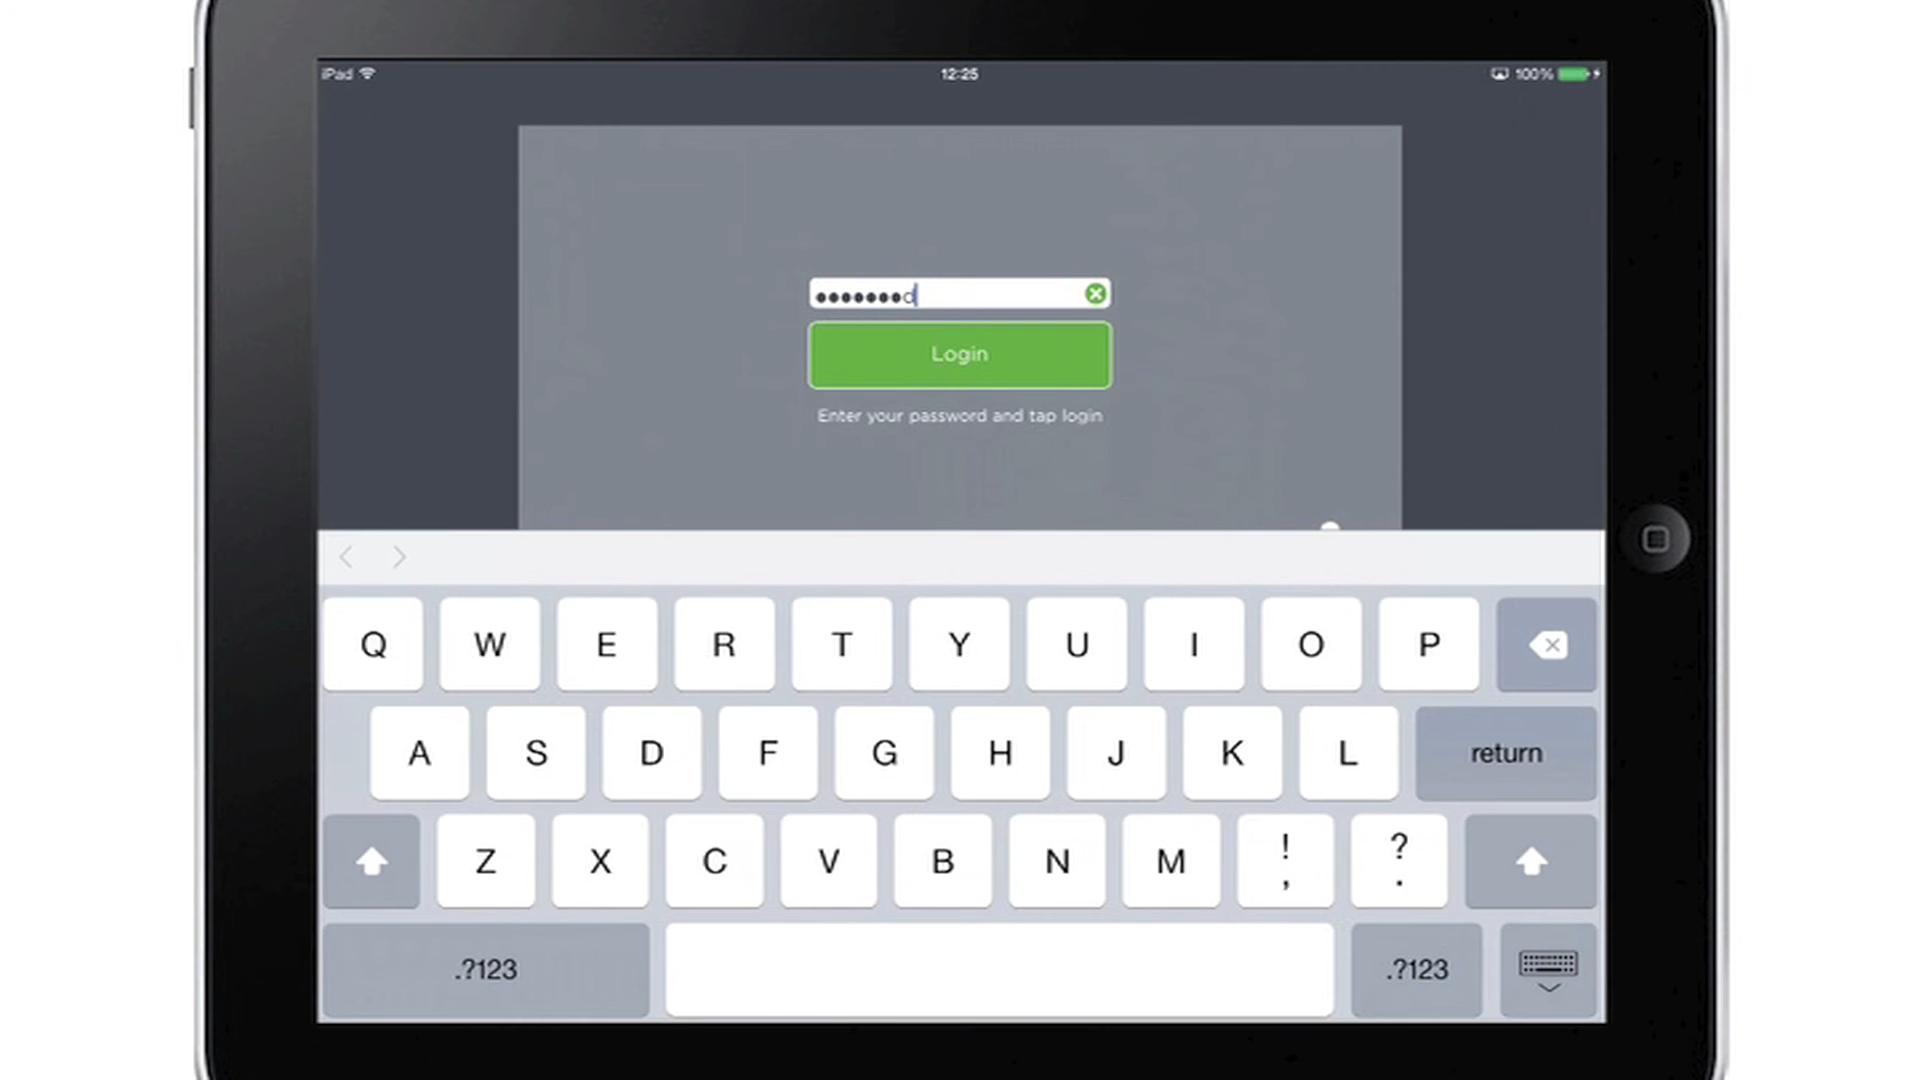 iPad 12:25 100%
●●●●●●●d
Login
Enter your password and tap login
Q W E R T Y U I O P
A S D F G H J K L return
Z X C V B N M ! , ? .
.?123 .?123